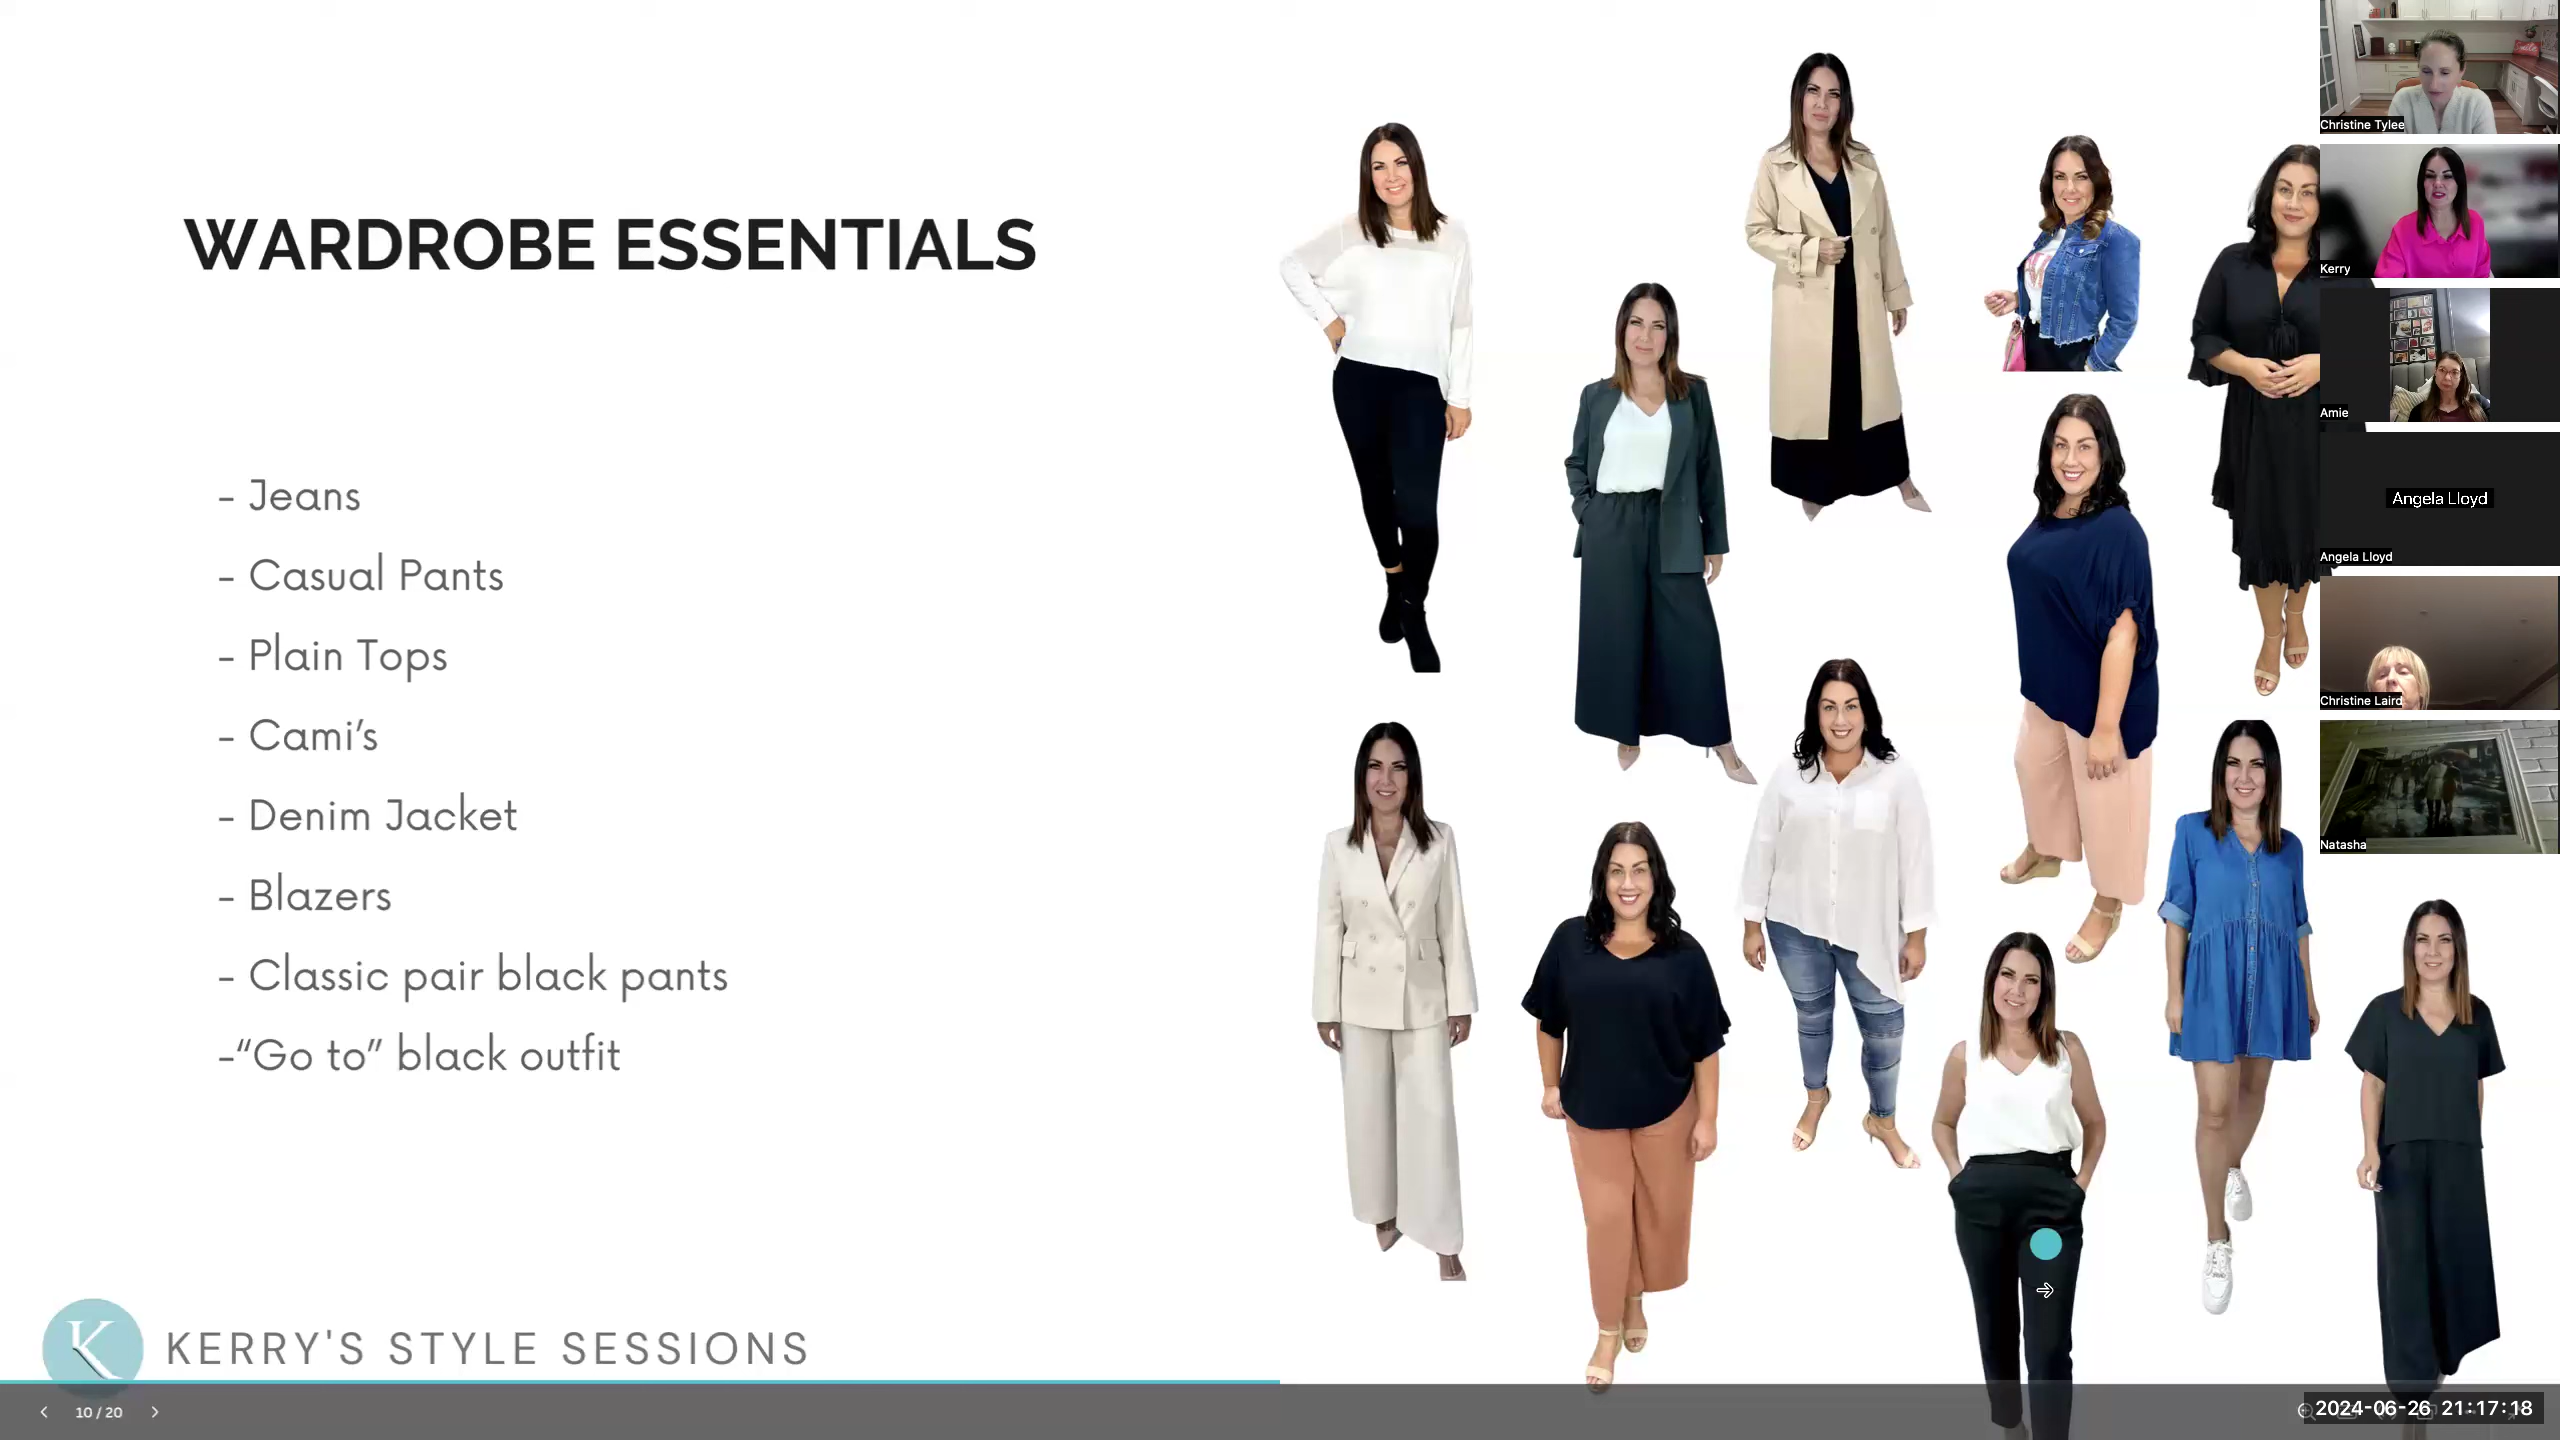 WARDROBE ESSENTIALS
- Jeans
- Casual Pants
- Plain Tops
- Cami’s
- Denim Jacket
- Blazers
- Classic pair black pants
-“Go to” black outfit
K KERRY'S STYLE SESSIONS
10 / 20
Christine Tylee
Kerry
Amie
Angela Lloyd
Angela Lloyd
Christine Laird
Natasha
2024-06-26 21:17:18